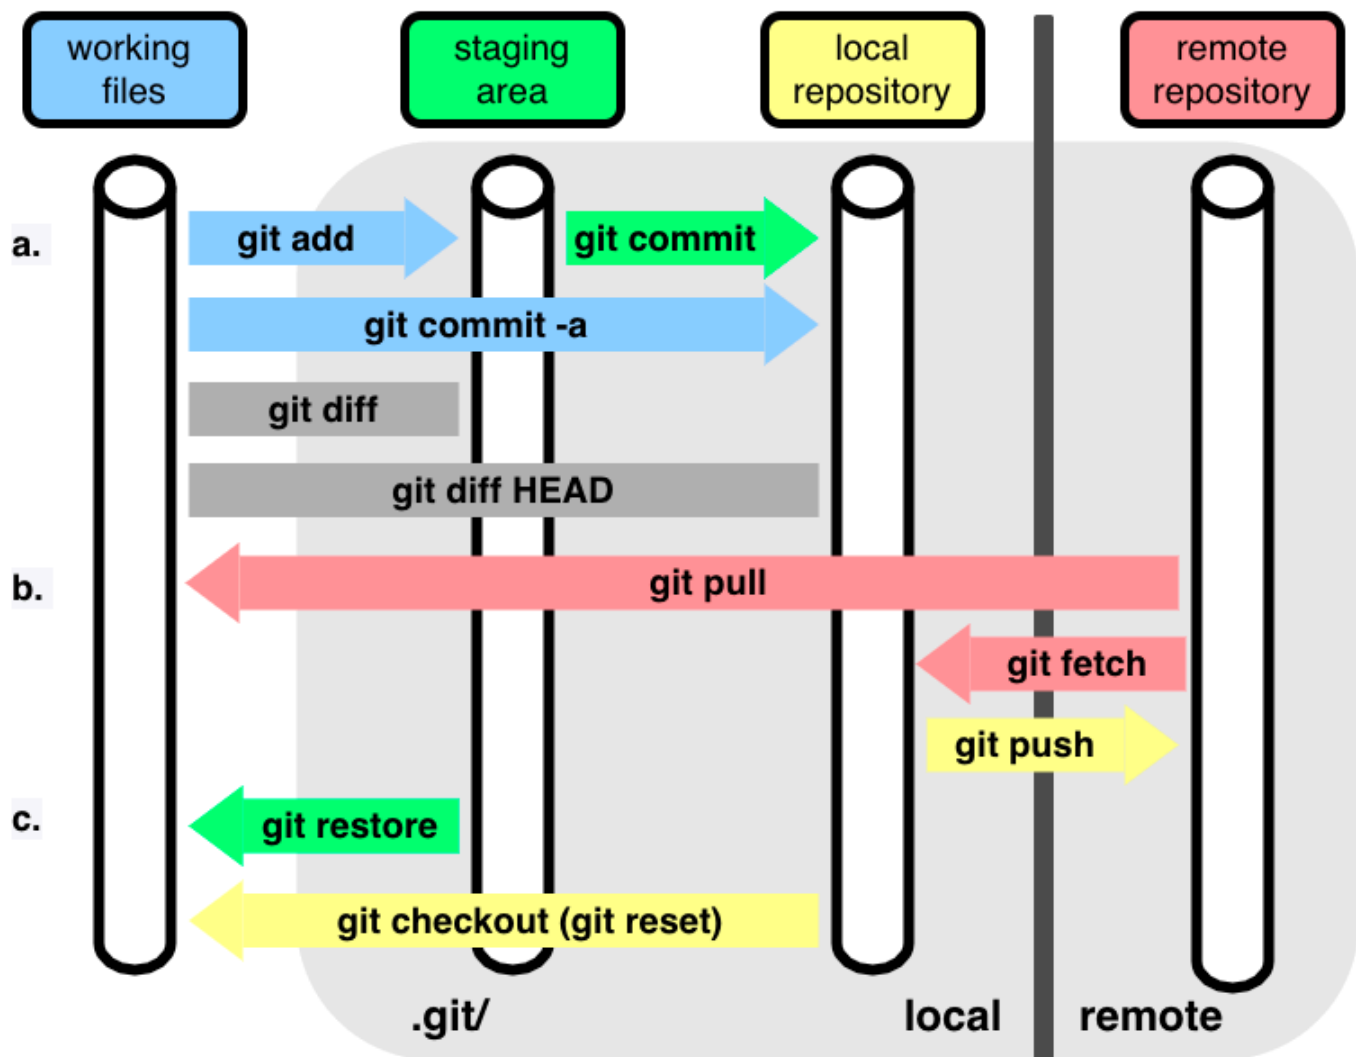 working
files
staging
area
local
repository
remote
repository
a.
git add
git commit
git commit -a
git diff
git diff HEAD
b.
git pull
git fetch
git push
c.
git restore
git checkout (git reset)
.git/
local
remote